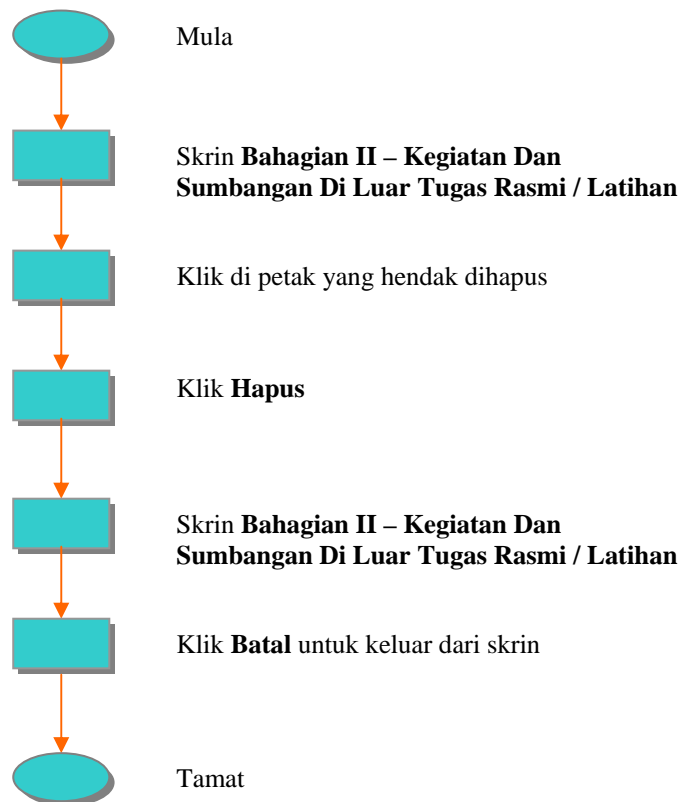 Mula
Skrin Bahagian II – Kegiatan Dan
Sumbangan Di Luar Tugas Rasmi / Latihan
Klik di petak yang hendak dihapus
Klik Hapus
Skrin Bahagian II – Kegiatan Dan
Sumbangan Di Luar Tugas Rasmi / Latihan
Klik Batal untuk keluar dari skrin
Tamat